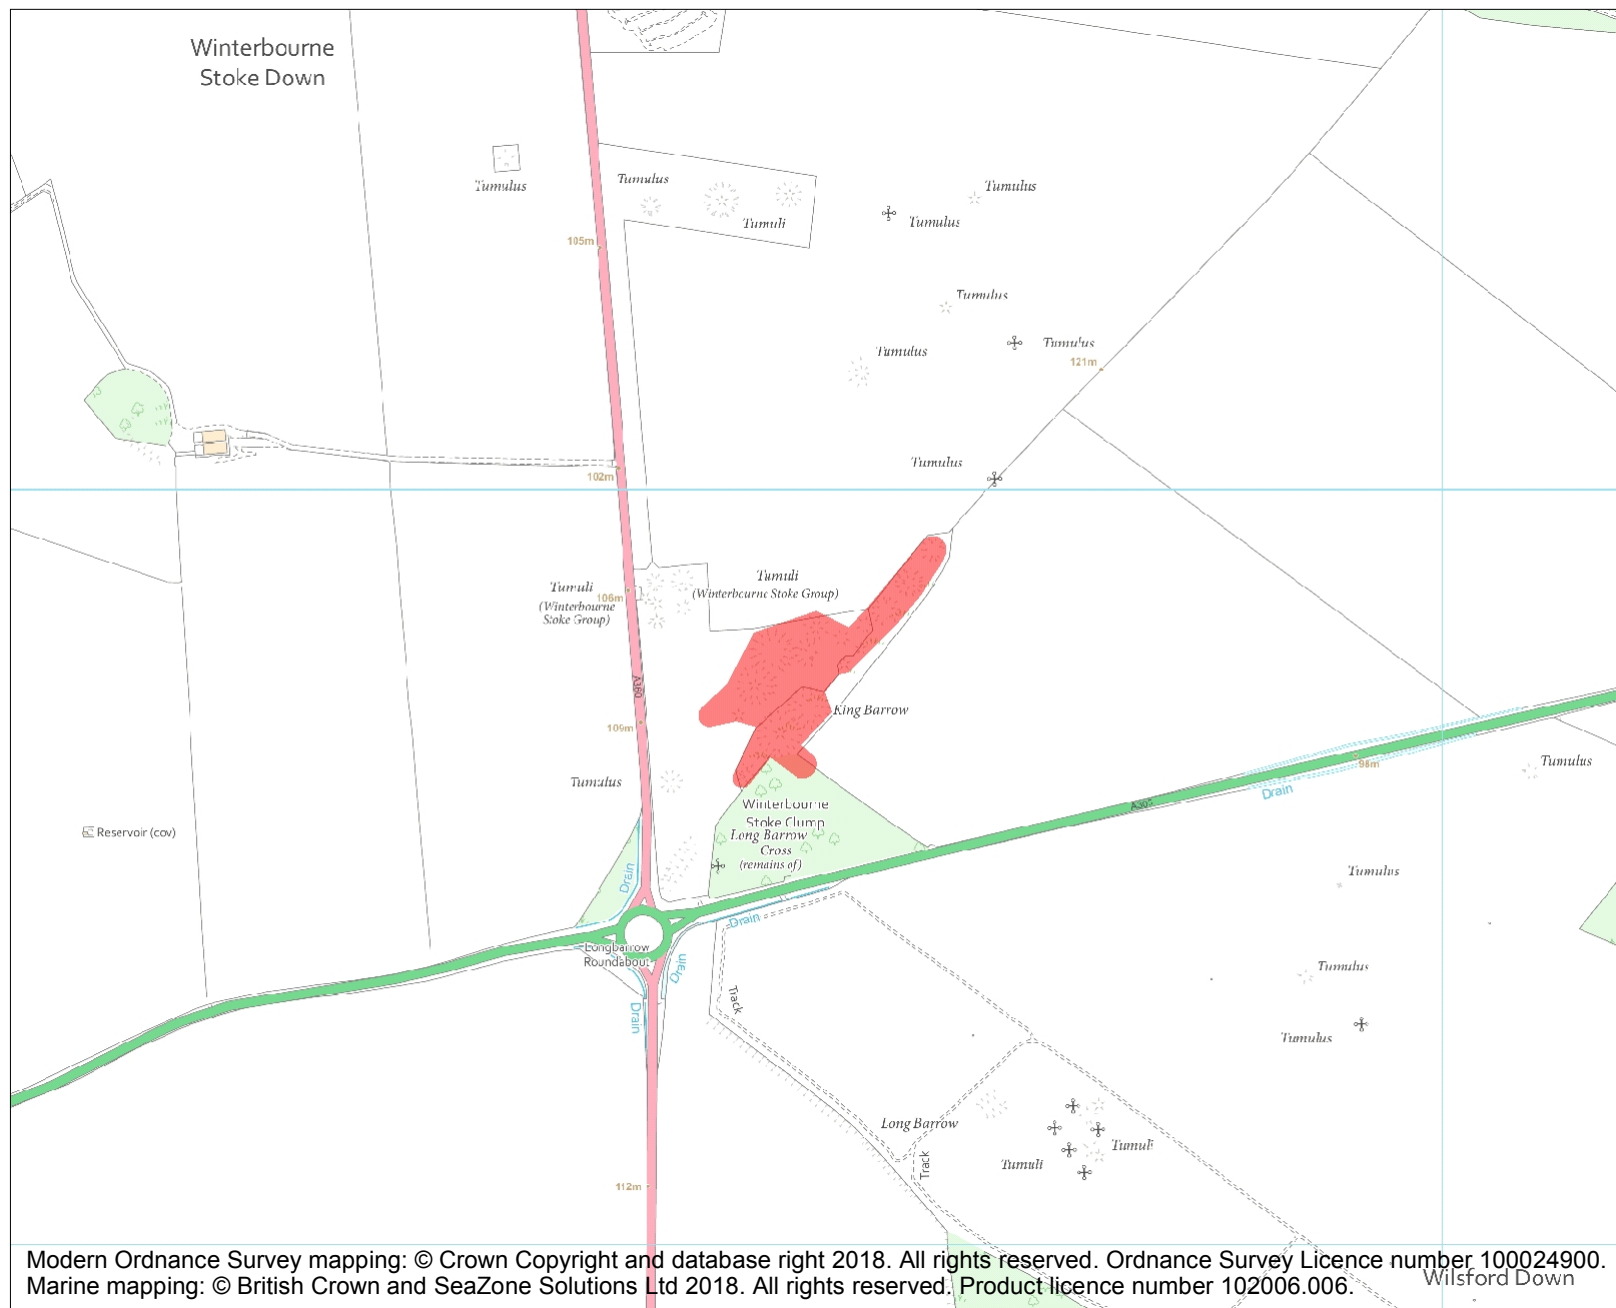 Winterbourne
Stoke Down
Tumulus
Tumulus
Tumuli
Tumulus
Tumulus
105m
Tumulus
Tumulus
Tumulus
121m
Tumulus
102m
Tumuli
(Winterbourne
Stoke Group)
106m
Tumuli
(Winterbourne Stoke Group)
A360
King Barrow
109m
Tumulus
Winterbourne
Stoke Clump
Long Barrow
Cross
(remains of)
Reservoir (cov)
A303
98m
Drain
Tumulus
Tumulus
Drain
Drain
Longbarrow
Roundabout
Drain
Drain
Track
Tumulus
Tumulus
Long Barrow
Track
Tumuli
Tumuli
112m
Modern Ordnance Survey mapping: © Crown Copyright and database right 2018. All rights reserved. Ordnance Survey Licence number 100024900.
Marine mapping: © British Crown and SeaZone Solutions Ltd 2018. All rights reserved. Product licence number 102006.006.
Wilsford Down